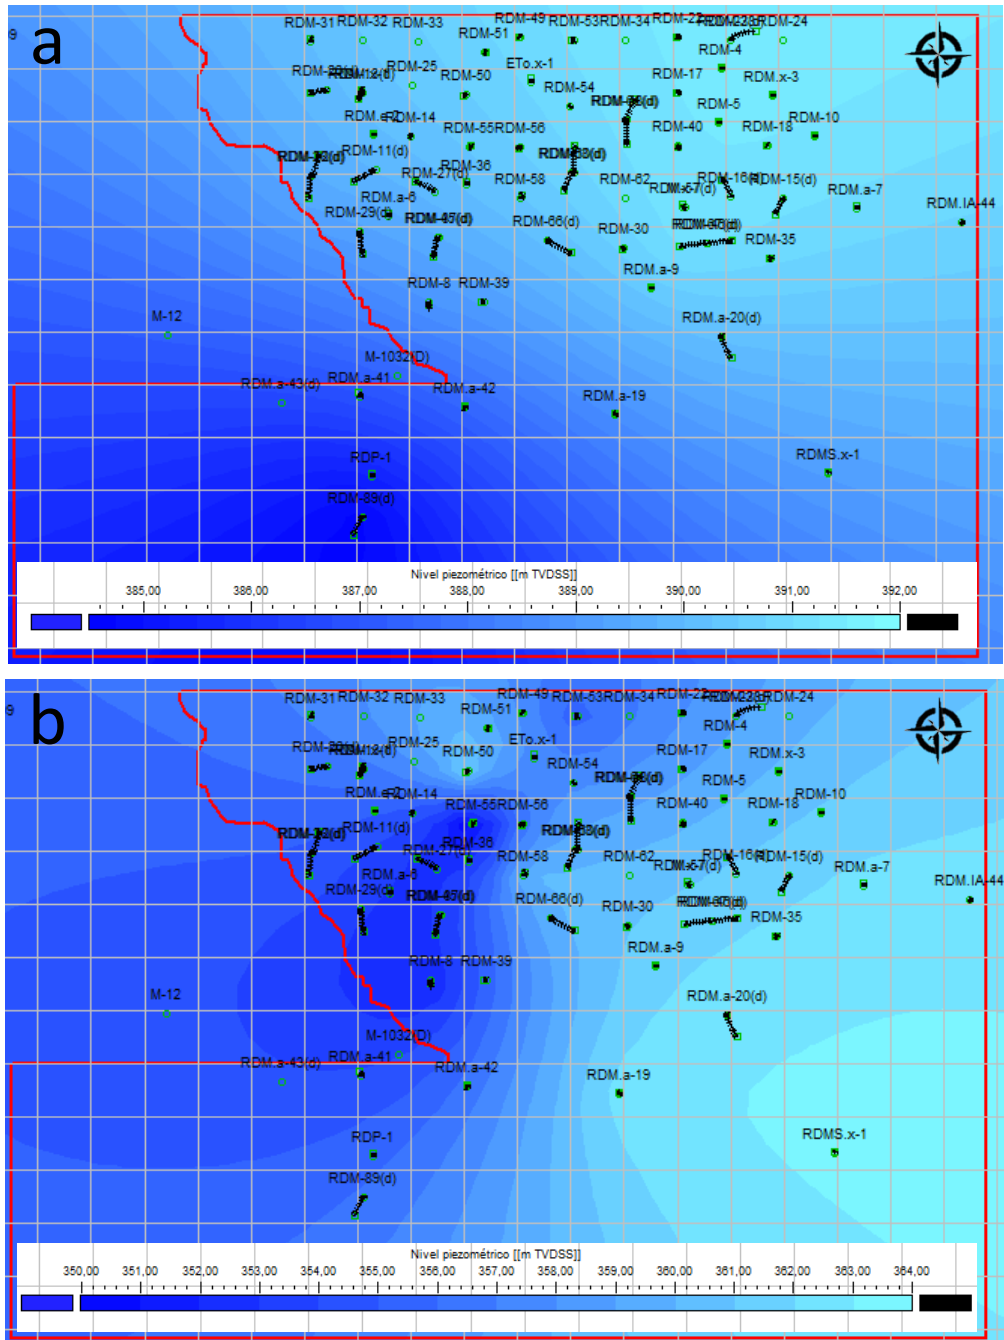 a
RDM-31
RDM-32
RDM-33
RDM-49
RDM-53
RDM-34
RDM-22
RDM-24
9
RDM-51
RDM-4
ETo.x-1
RDM-25
RDM-50
RDM-17
RDM.x-3
RDM-54
RDM-5
RDM-10
RDM-14
RDM-55
RDM-56
RDM-40
RDM-18
RDM-11(d)
RDM-36
RDM-27(d)
RDM-58
RDM-62
RDM-16(d)
RDM-15(d)
RDM.a-7
RDM.a-6
RDM.IA-44
RDM-29(d)
RDM-66(d)
RDM-30
RDM-35
RDM.a-9
RDM-8
RDM-39
M-12
RDM.a-20(d)
M-1032(D)
RDM.a-43(d)
RDM.a-41
RDM.a-42
RDM.a-19
RDP-1
RDMS.x-1
RDM-89(d)
Nivel piezométrico [[m TVDSS]]
385,00 386,00 387,00 388,00 389,00 390,00 391,00 392,00
b
RDM-31
RDM-32
RDM-33
RDM-49
RDM-53
RDM-34
RDM-22
RDM-24
9
RDM-51
RDM-4
ETo.x-1
RDM-25
RDM-50
RDM-17
RDM.x-3
RDM-54
RDM-5
RDM-10
RDM-14
RDM-55
RDM-56
RDM-40
RDM-18
RDM-11(d)
RDM-36
RDM-27(d)
RDM-58
RDM-62
RDM-16(d)
RDM-15(d)
RDM.a-7
RDM.a-6
RDM.IA-44
RDM-29(d)
RDM-66(d)
RDM-30
RDM-35
RDM.a-9
RDM-8
RDM-39
M-12
RDM.a-20(d)
M-1032(D)
RDM.a-43(d)
RDM.a-41
RDM.a-42
RDM.a-19
RDP-1
RDMS.x-1
RDM-89(d)
Nivel piezométrico [[m TVDSS]]
350,00 351,00 352,00 353,00 354,00 355,00 356,00 357,00 358,00 359,00 360,00 361,00 362,00 363,00 364,00